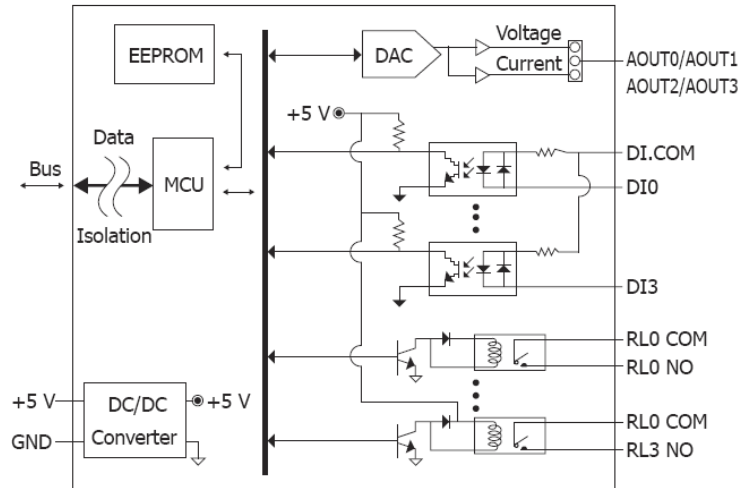 EEPROM
DAC
Voltage
Current
AOUT0/AOUT1
AOUT2/AOUT3
+5 V
Data
Bus
MCU
Isolation
DI.COM
DI0
DI3
RL0 COM
RL0 NO
+5 V
DC/DC
Converter
+5 V
GND
RL0 COM
RL3 NO